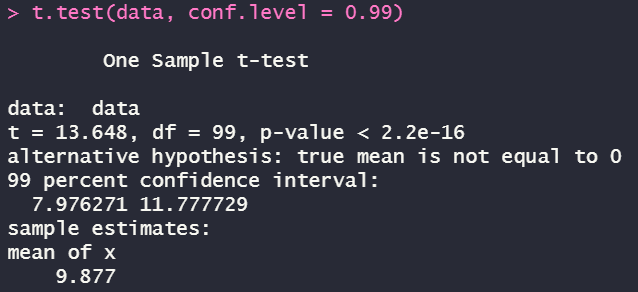 > t.test(data, conf.level = 0.99)
One Sample t-test
data:  data
t = 13.648, df = 99, p-value < 2.2e-16
alternative hypothesis: true mean is not equal to 0
99 percent confidence interval:
7.976271 11.777729
sample estimates:
mean of x
9.877